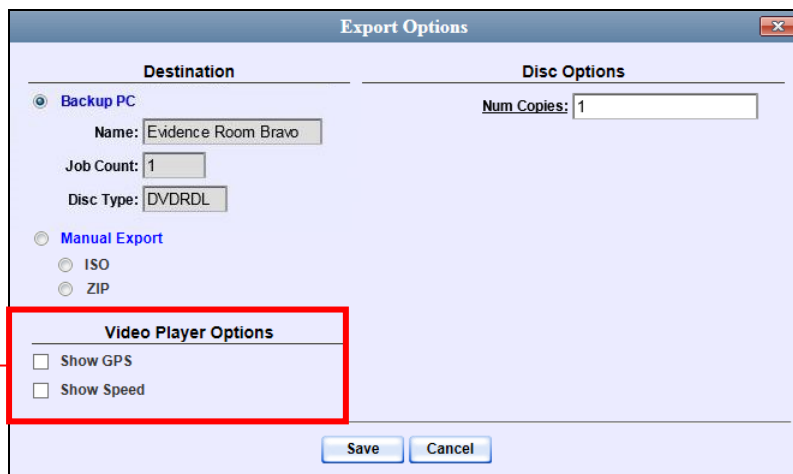 Export Options
Destination
Backup PC
Name: Evidence Room Bravo
Job Count: 1
Disc Type: DVDRDL
Manual Export
ISO
ZIP
Video Player Options
Show GPS
Show Speed
Disc Options
Num Copies: 1
Save Cancel